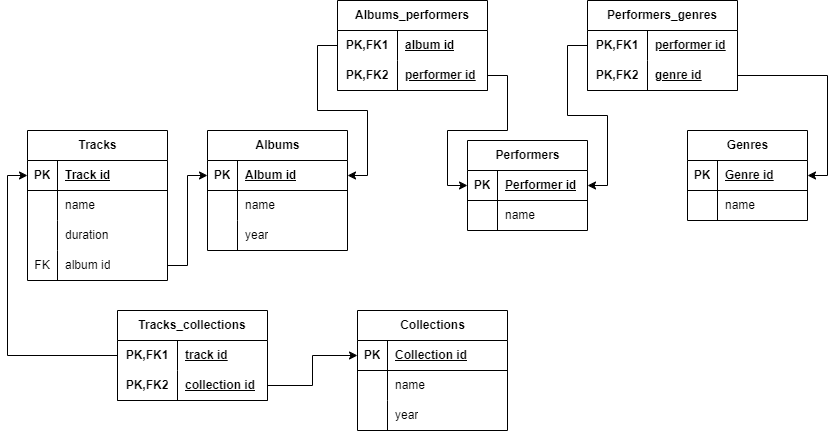 Albums_performers
PK,FK1 album id
PK,FK2 performer id
Performers_genres
PK,FK1 performer id
PK,FK2 genre id
Tracks
PK Track id
name
duration
FK album id
Albums
PK Album id
name
year
Performers
PK Performer id
name
Genres
PK Genre id
name
Tracks_collections
PK,FK1 track id
PK,FK2 collection id
Collections
PK Collection id
name
year